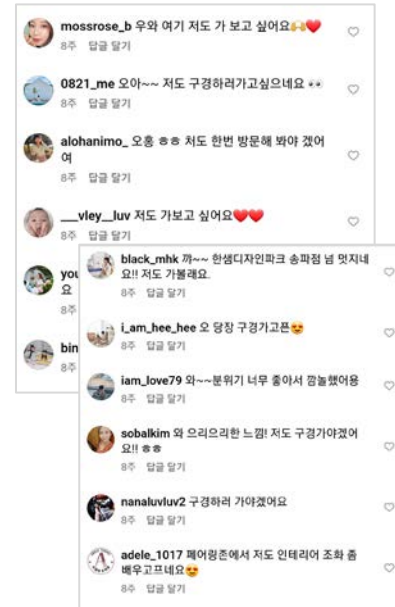 mossrose_b 우와 여기 저도 가 보고 싶어요🙌❤️
8주 답글 달기
0821_me 오아~~ 저도 구경하러가고싶으네요 👀
8주 답글 달기
alohanimo_ 오홍 ㅎㅎ 저도 한번 방문해 봐야 겠어
여
8주 답글 달기
___vley__luv 저도 가보고 싶어요❤️❤️
8주 답글 달기
you
요
8주
bin
8주
black_mhk 꺄~~ 한샘디자인파크 송파점 넘 멋지네
요!! 저도 가볼래요.
8주 답글 달기
i_am_hee_hee 오 당장 구경가고픈😍
8주 답글 달기
iam_love79 와~~분위기 너무 좋아서 깜놀했어용
8주 답글 달기
sobalkim 와 으리으리한 느낌! 저도 구경가야겠어
요!! ㅎㅎ
8주 답글 달기
nanaluvluv2 구경하러 가야겠어요
8주 답글 달기
adele_1017 페어링존에서 저도 인테리어 조화 좀
배우고프네요😍
8주 답글 달기